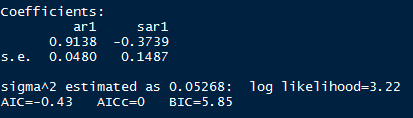 Coefficients:
ar1 sar1
0.9138 -0.3739
s.e. 0.0480 0.1487
sigma^2 estimated as 0.05268: log likelihood=3.22
AIC=-0.43 AICc=0 BIC=5.85